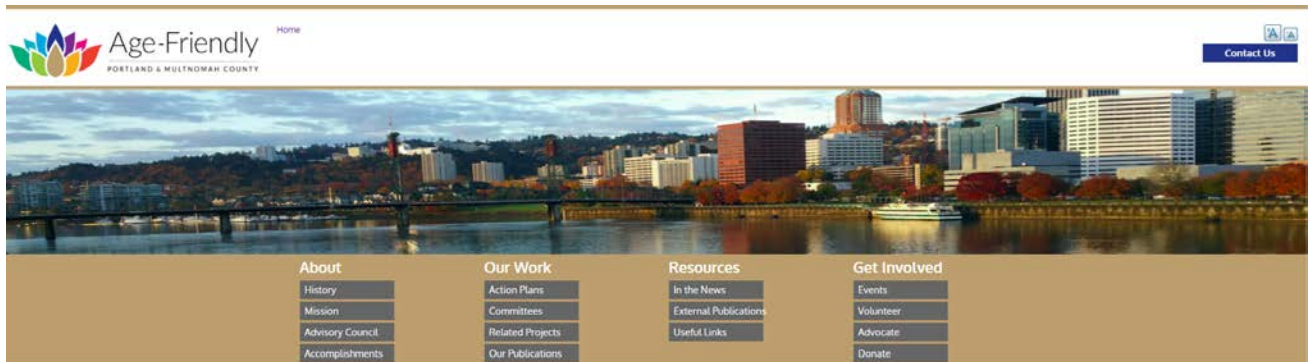 Age-Friendly
PORTLAND & MULTNOMAH COUNTY
Home
A A
Contact Us
About
History
Mission
Advisory Council
Accomplishments
Our Work
Action Plans
Committees
Related Projects
Our Publications
Resources
In the News
External Publications
Useful Links
Get Involved
Events
Volunteer
Advocate
Donate